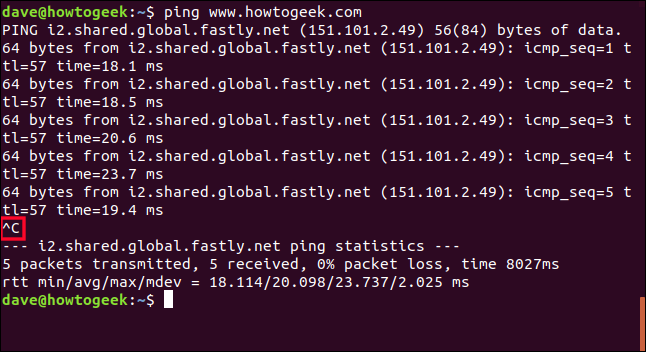 dave@howtogeek:~$ ping www.howtogeek.com
PING i2.shared.global.fastly.net (151.101.2.49) 56(84) bytes of data.
64 bytes from i2.shared.global.fastly.net (151.101.2.49): icmp_seq=1 t
tl=57 time=18.1 ms
64 bytes from i2.shared.global.fastly.net (151.101.2.49): icmp_seq=2 t
tl=57 time=18.5 ms
64 bytes from i2.shared.global.fastly.net (151.101.2.49): icmp_seq=3 t
tl=57 time=20.6 ms
64 bytes from i2.shared.global.fastly.net (151.101.2.49): icmp_seq=4 t
tl=57 time=23.7 ms
64 bytes from i2.shared.global.fastly.net (151.101.2.49): icmp_seq=5 t
tl=57 time=19.4 ms
^C
--- i2.shared.global.fastly.net ping statistics ---
5 packets transmitted, 5 received, 0% packet loss, time 8027ms
rtt min/avg/max/mdev = 18.114/20.098/23.737/2.025 ms
dave@howtogeek:~$